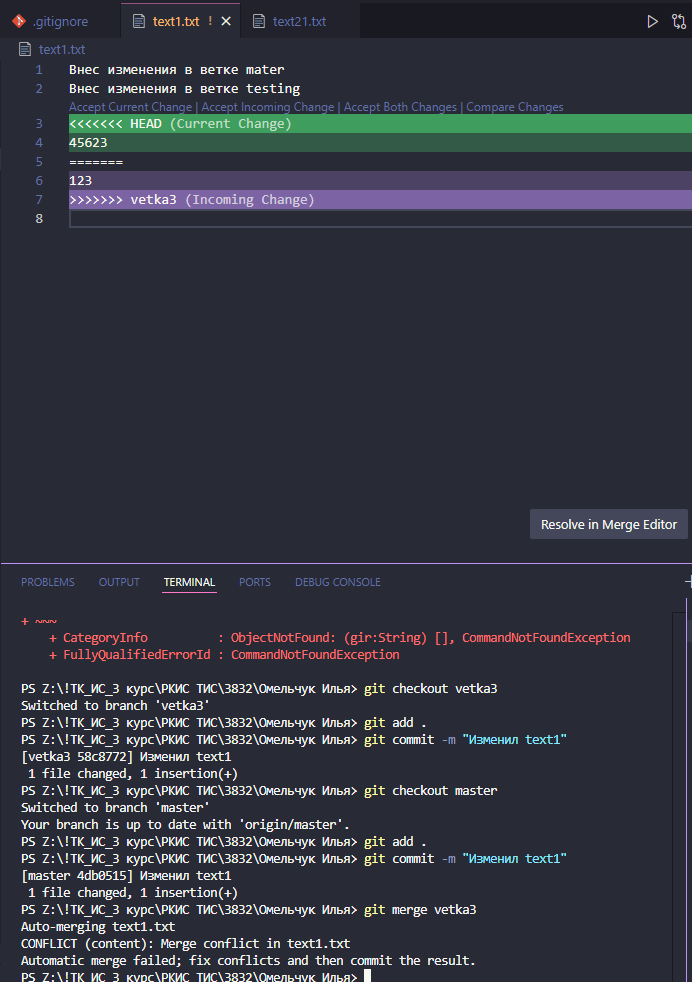 .gitignore text1.txt ! text21.txt
text1.txt
1 Внес изменения в ветке mater
2 Внес изменения в ветке testing
Accept Current Change | Accept Incoming Change | Accept Both Changes | Compare Changes
3 <<<<<<< HEAD (Current Change)
4 45623
5 =======
6 123
7 >>>>>>> vetka3 (Incoming Change)
8
Resolve in Merge Editor
PROBLEMS OUTPUT TERMINAL PORTS DEBUG CONSOLE
+ ~~~
+ CategoryInfo : ObjectNotFound: (gir:String) [], CommandNotFoundException
+ FullyQualifiedErrorId : CommandNotFoundException
PS Z:\!ТК_ИС_3 курс\РКИС ТИС\3832\Омельчук Илья> git checkout vetka3
Switched to branch 'vetka3'
PS Z:\!ТК_ИС_3 курс\РКИС ТИС\3832\Омельчук Илья> git add .
PS Z:\!ТК_ИС_3 курс\РКИС ТИС\3832\Омельчук Илья> git commit -m "Изменил text1"
[vetka3 58c8772] Изменил text1
1 file changed, 1 insertion(+)
PS Z:\!ТК_ИС_3 курс\РКИС ТИС\3832\Омельчук Илья> git checkout master
Switched to branch 'master'
Your branch is up to date with 'origin/master'.
PS Z:\!ТК_ИС_3 курс\РКИС ТИС\3832\Омельчук Илья> git add .
PS Z:\!ТК_ИС_3 курс\РКИС ТИС\3832\Омельчук Илья> git commit -m "Изменил text1"
[master 4db0515] Изменил text1
1 file changed, 1 insertion(+)
PS Z:\!ТК_ИС_3 курс\РКИС ТИС\3832\Омельчук Илья> git merge vetka3
Auto-merging text1.txt
CONFLICT (content): Merge conflict in text1.txt
Automatic merge failed; fix conflicts and then commit the result.
PS Z:\!ТК_ИС_3 курс\РКИС ТИС\3832\Омельчук Илья>